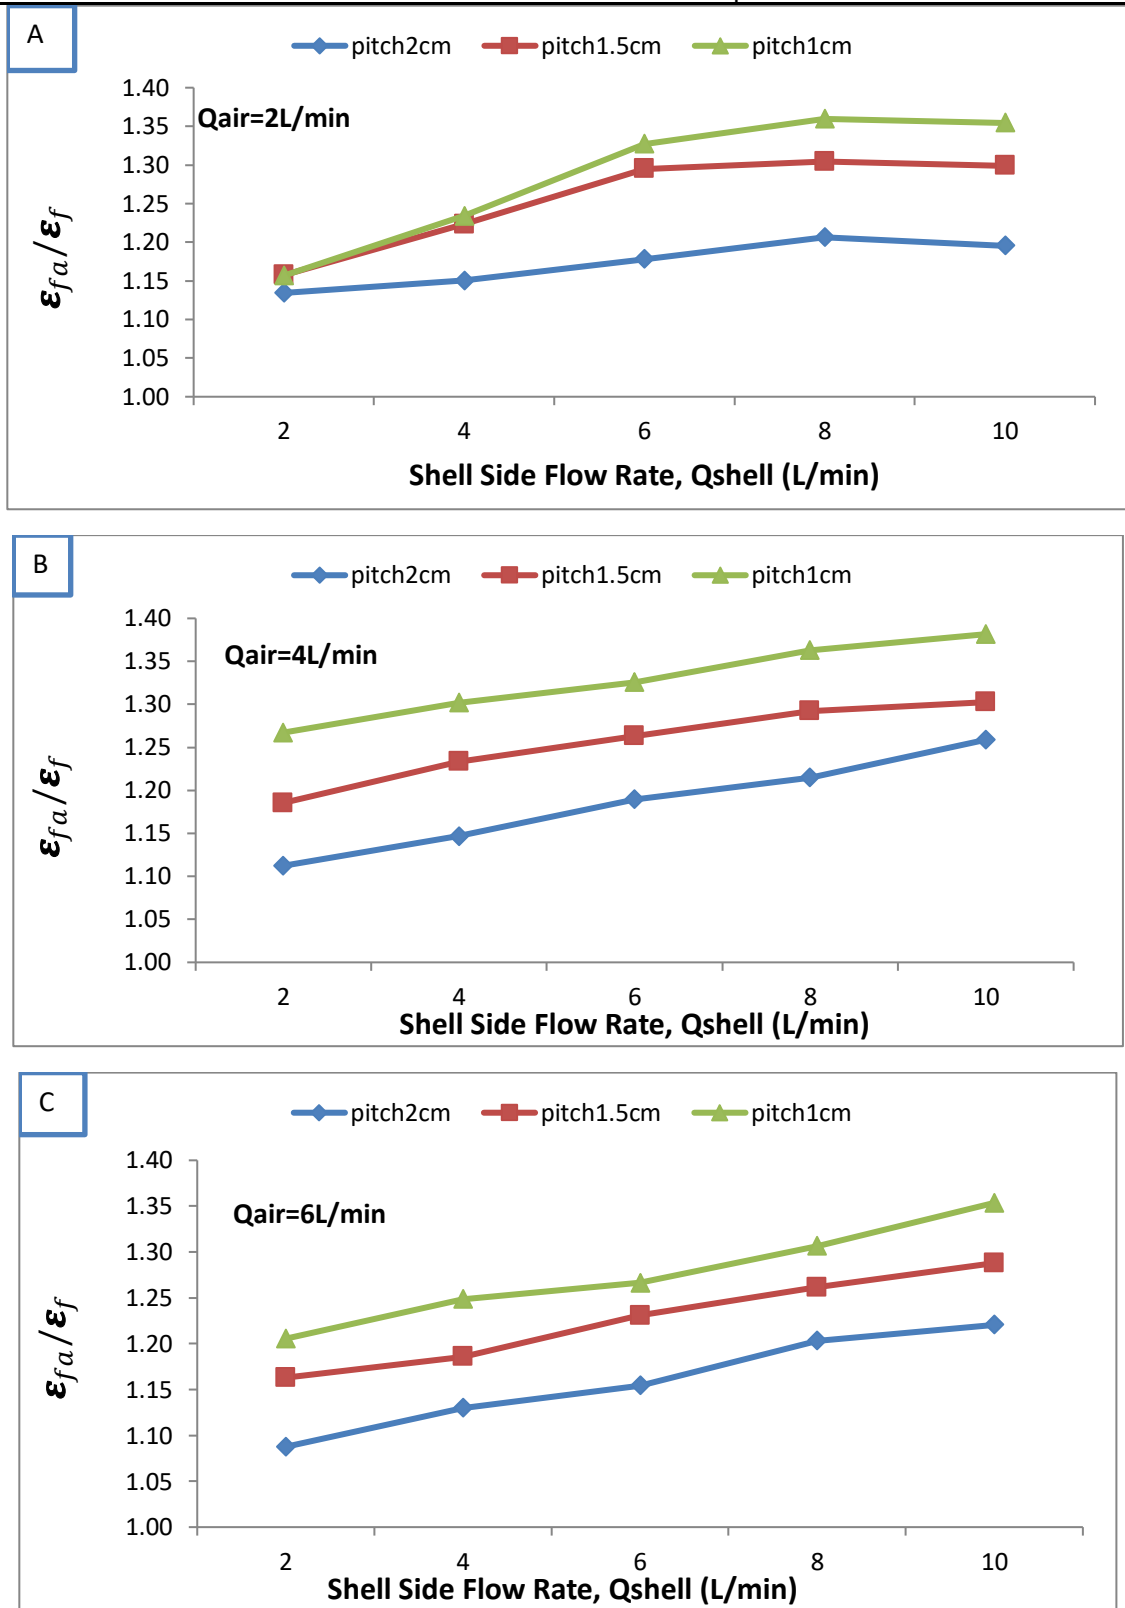 A
pitch2cm pitch1.5cm pitch1cm
1.40
Qair=2L/min
1.35
1.30
1.25
1.20
1.15
1.10
1.05
1.00
εfa/εf
2 4 6 8 10
Shell Side Flow Rate, Qshell (L/min)
B
pitch2cm pitch1.5cm pitch1cm
1.40
Qair=4L/min
1.35
1.30
1.25
1.20
1.15
1.10
1.05
1.00
εfa/εf
2 4 6 8 10
Shell Side Flow Rate, Qshell (L/min)
C
pitch2cm pitch1.5cm pitch1cm
1.40
1.35
Qair=6L/min
1.30
1.25
1.20
1.15
1.10
1.05
1.00
εfa/εf
2 4 6 8 10
Shell Side Flow Rate, Qshell (L/min)